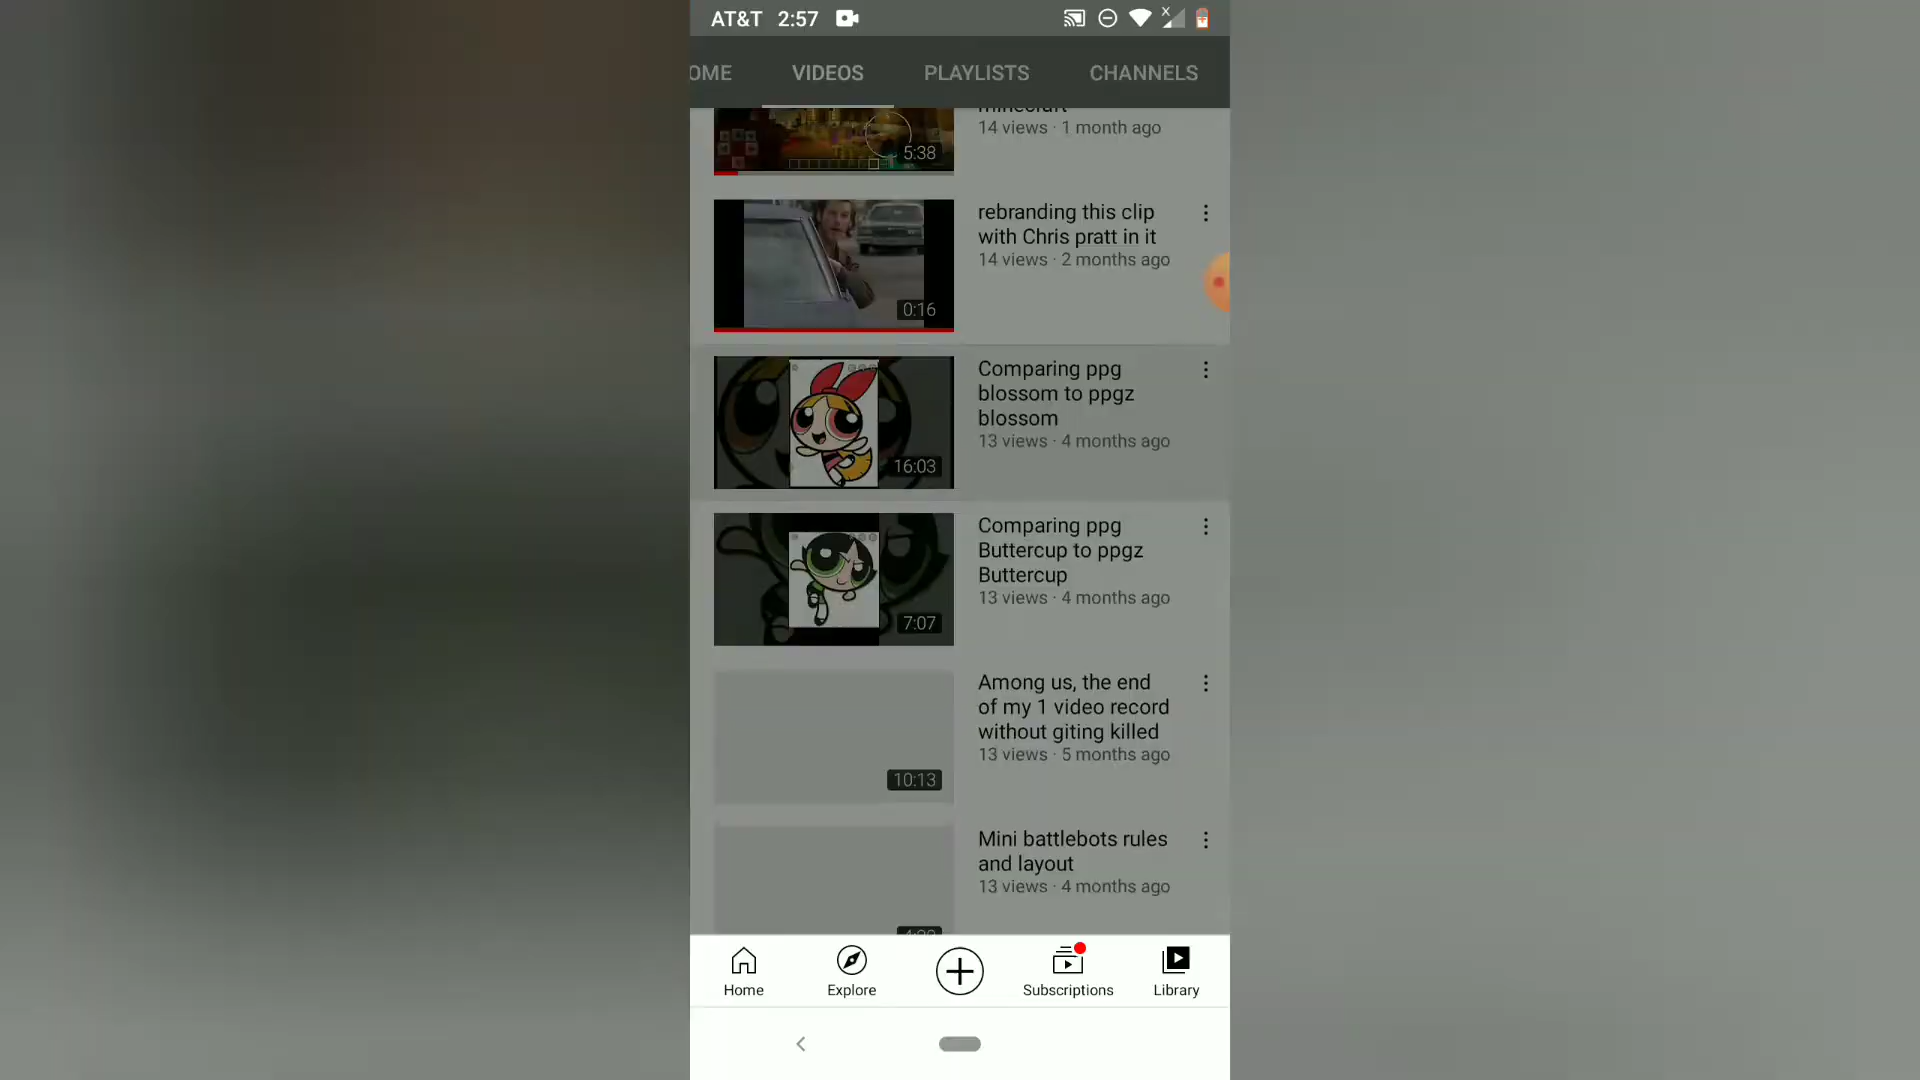 AT&T 2:57
OME VIDEOS PLAYLISTS CHANNELS
minecraft
14 views · 1 month ago
5:38
rebranding this clip
with Chris pratt in it
14 views · 2 months ago
0:16
Comparing ppg
blossom to ppgz
blossom
13 views · 4 months ago
16:03
Comparing ppg
Buttercup to ppgz
Buttercup
13 views · 4 months ago
7:07
Among us, the end
of my 1 video record
without giting killed
13 views · 5 months ago
10:13
Mini battlebots rules
and layout
13 views · 4 months ago
Home Explore Subscriptions Library